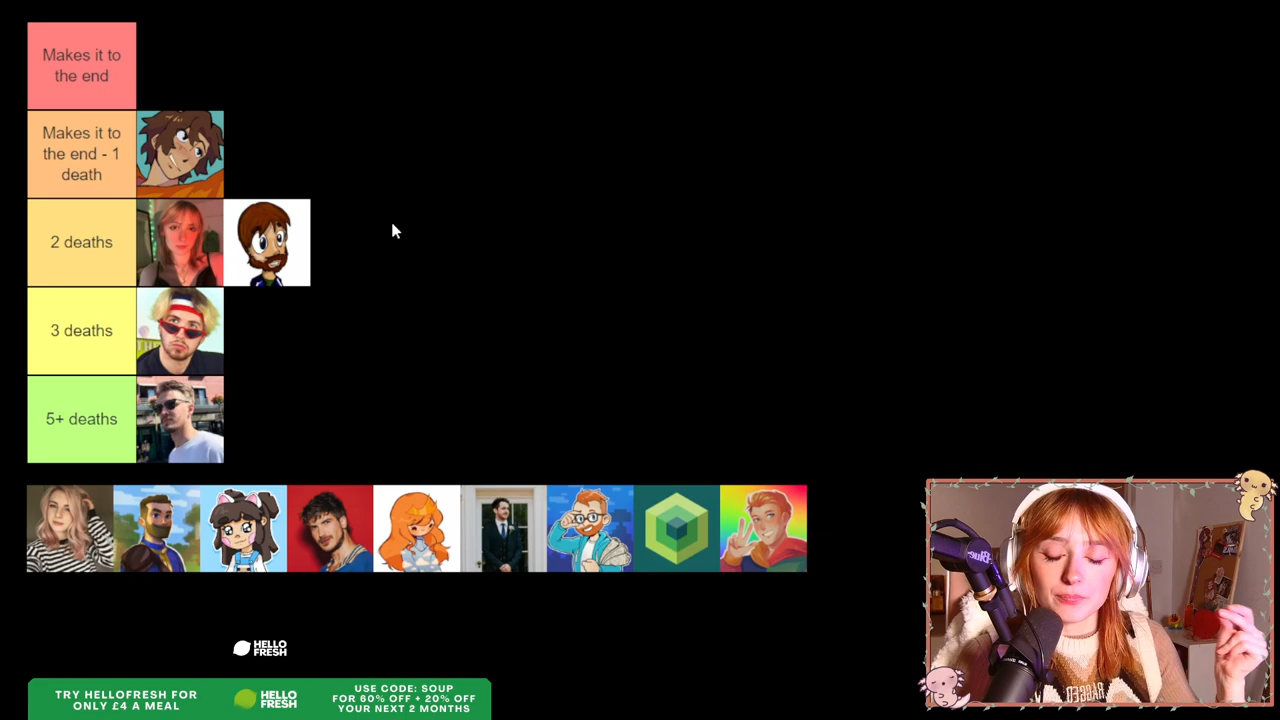 Makes it to
the end
Makes it to
the end - 1
death
2 deaths
3 deaths
5+ deaths
HELLO
FRESH
TRY HELLOFRESH FOR
ONLY £4 A MEAL
HELLO
FRESH
USE CODE: SOUP
FOR 60% OFF + 20% OFF
YOUR NEXT 2 MONTHS
Blue